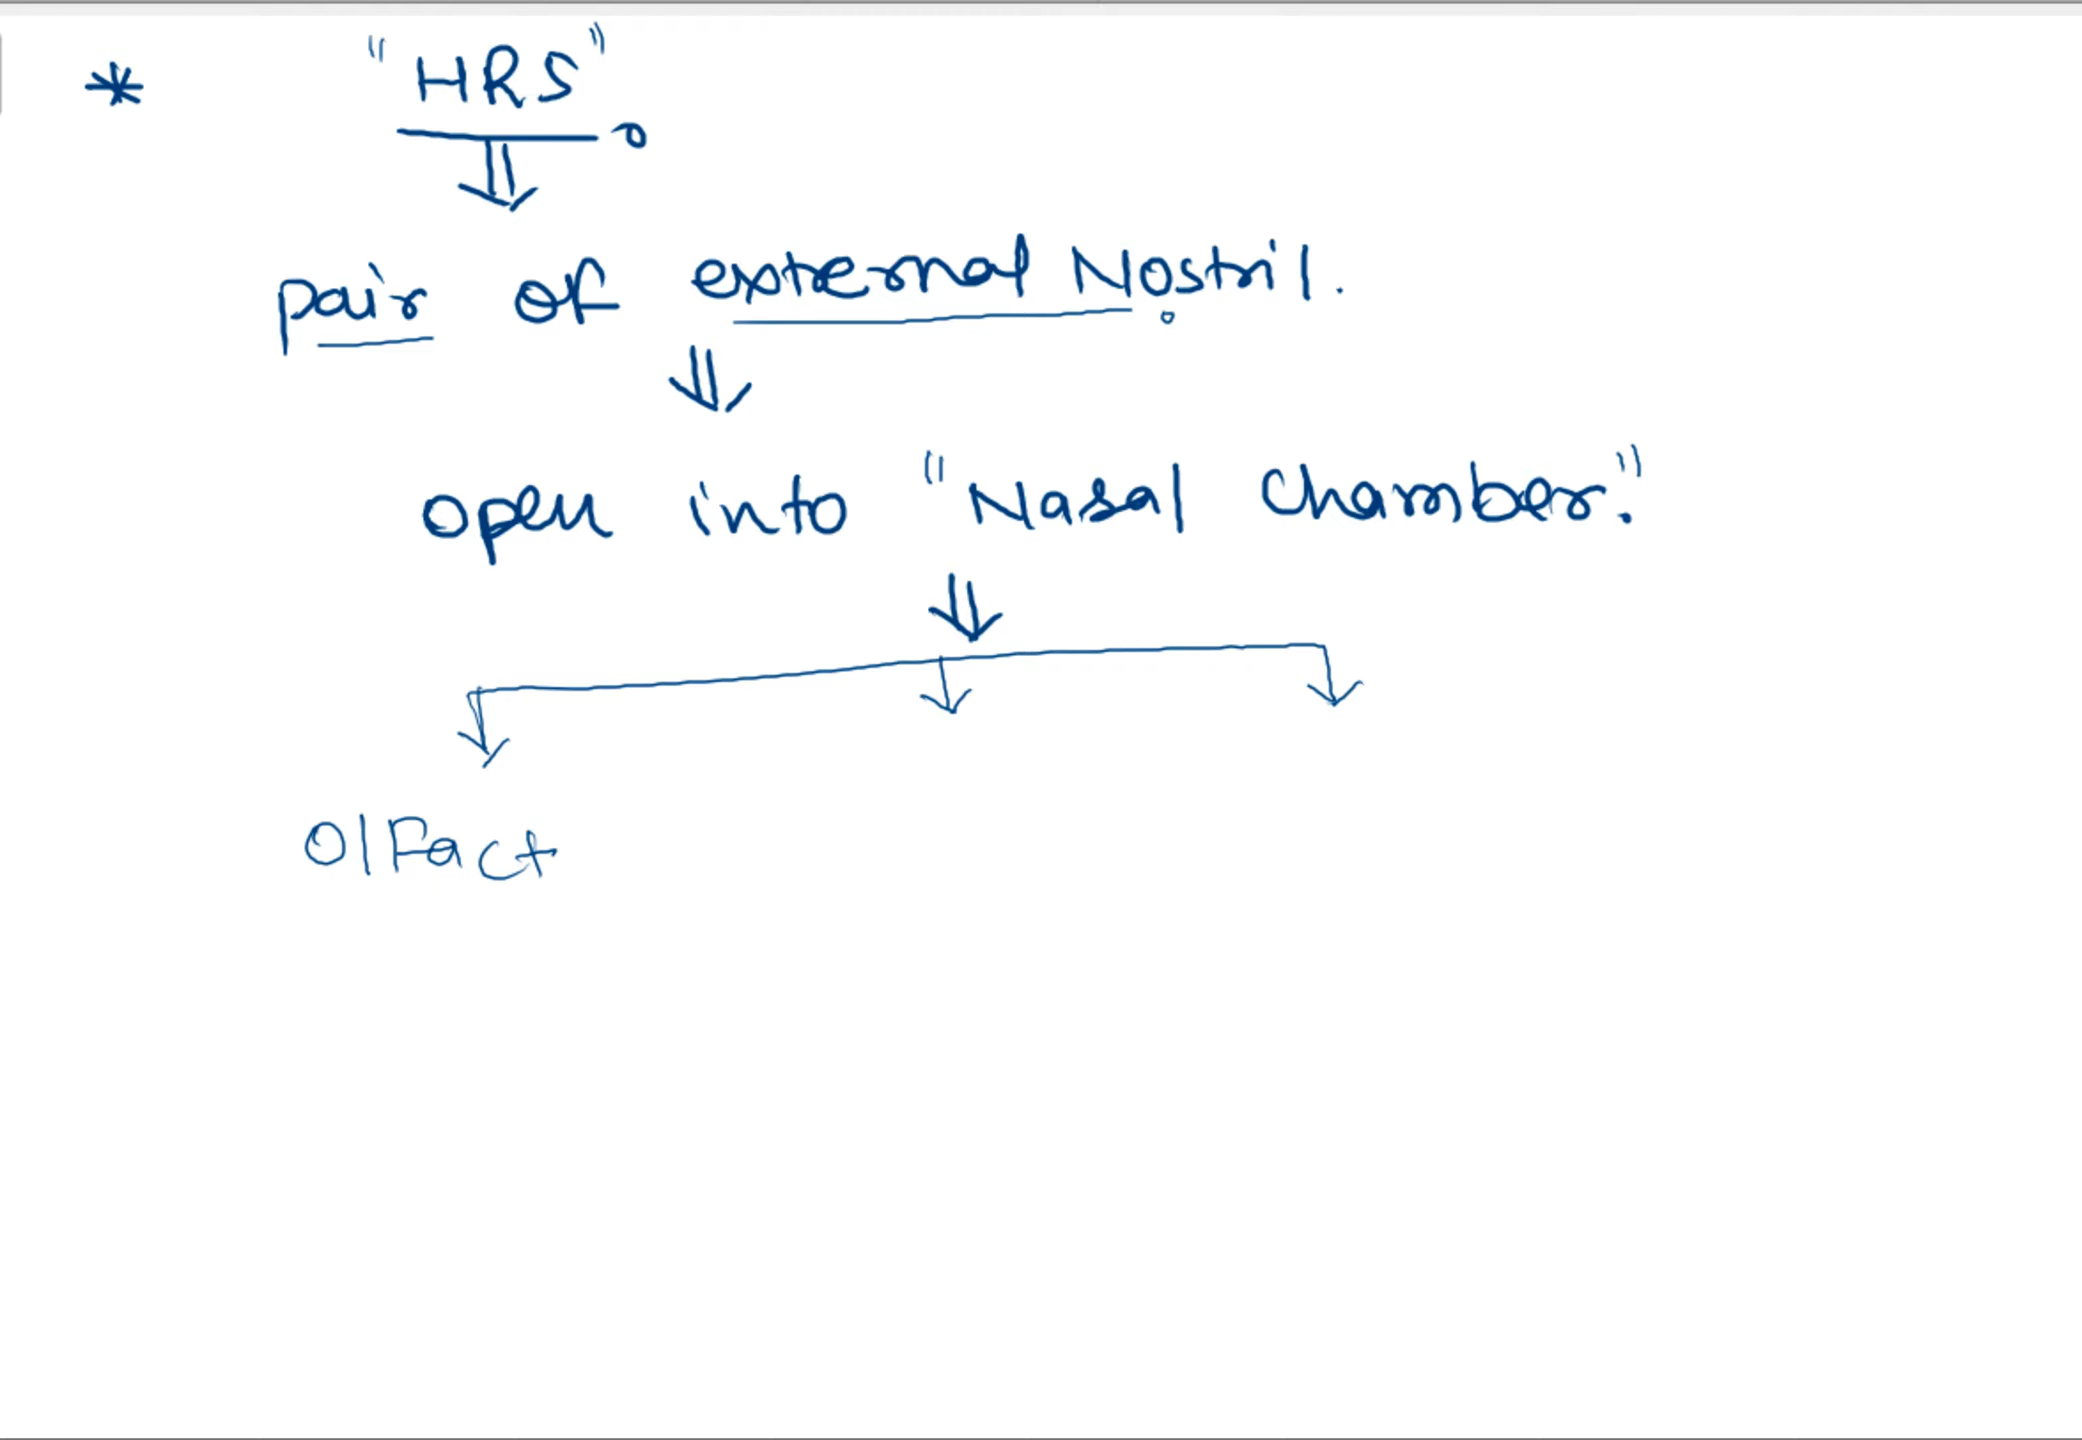 * "HRS"
pair of external Nostril.
open into "Nasal Chamber."
Olfact